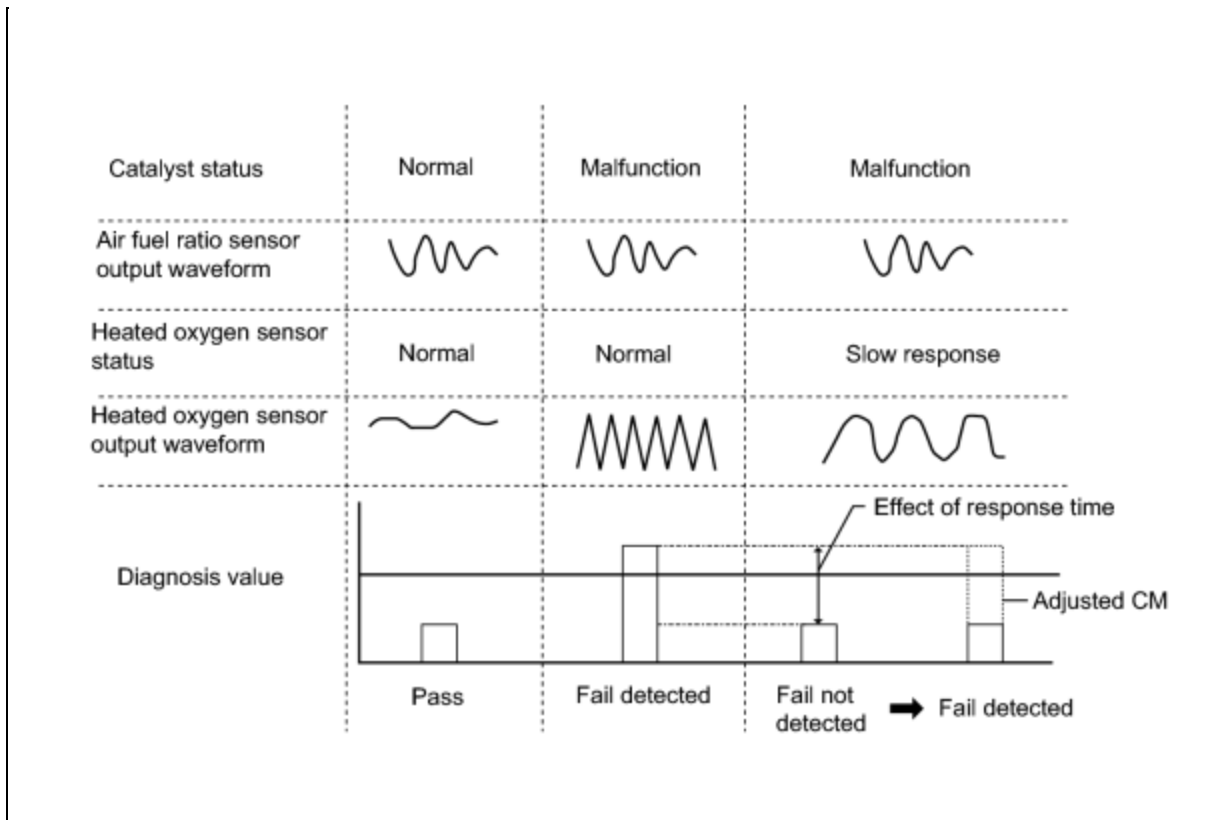 Catalyst status
Normal
Malfunction
Malfunction
Air fuel ratio sensor
output waveform
Heated oxygen sensor
status
Normal
Normal
Slow response
Heated oxygen sensor
output waveform
Effect of response time
Diagnosis value
Adjusted CM
Pass
Fail detected
Fail not
detected
Fail detected